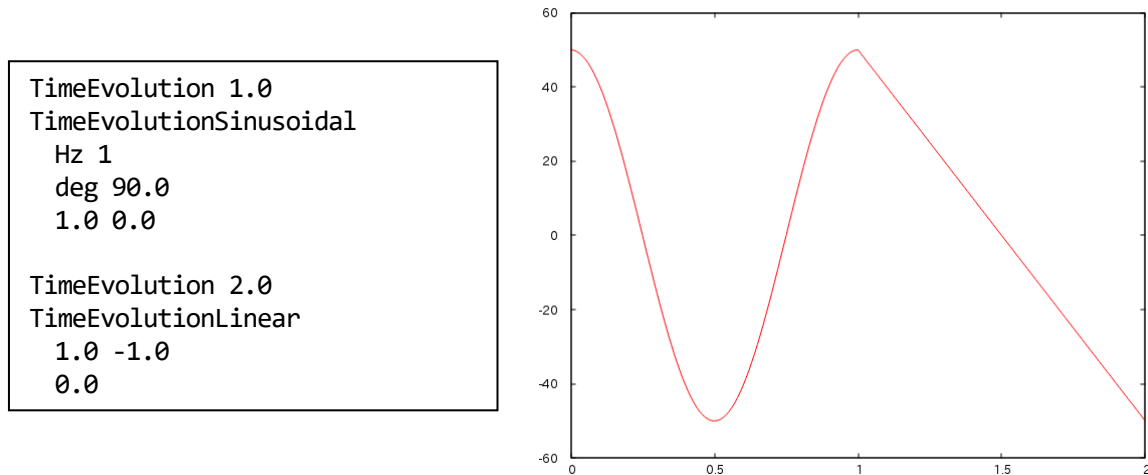 TimeEvolution 1.0
TimeEvolutionSinusoidal
Hz 1
deg 90.0
1.0 0.0
TimeEvolution 2.0
TimeEvolutionLinear
1.0 -1.0
0.0
60
40
20
0
-20
-40
-60
0 0.5 1 1.5 2